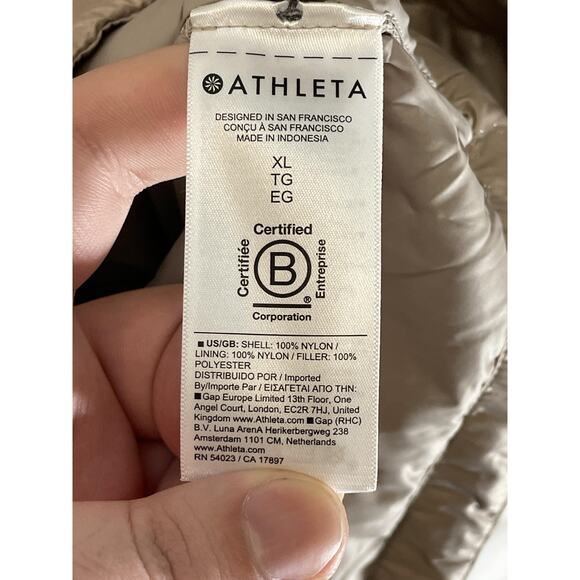 ATHLETA
DESIGNED IN SAN FRANCISCO
CONÇU À SAN FRANCISCO
MADE IN INDONESIA
XL
TG
EG
Certified
Certifiée
B
Entreprise
®
Corporation
■ US/GB: SHELL: 100% NYLON /
LINING: 100% NYLON / FILLER: 100%
POLYESTER
DISTRIBUIDO POR / Imported
By/Importe Par / ΕΙΣΑΓΕΤΑΙ ΑΠΟ ΤΗΝ:
■ Gap Europe Limited 13th Floor, One
Angel Court, London, EC2R 7HJ, United
Kingdom www.Athleta.com ■ Gap (RHC)
B.V. Luna ArenA Herikerbergweg 238
Amsterdam 1101 CM, Netherlands
www.Athleta.com
RN 54023 / CA 17897